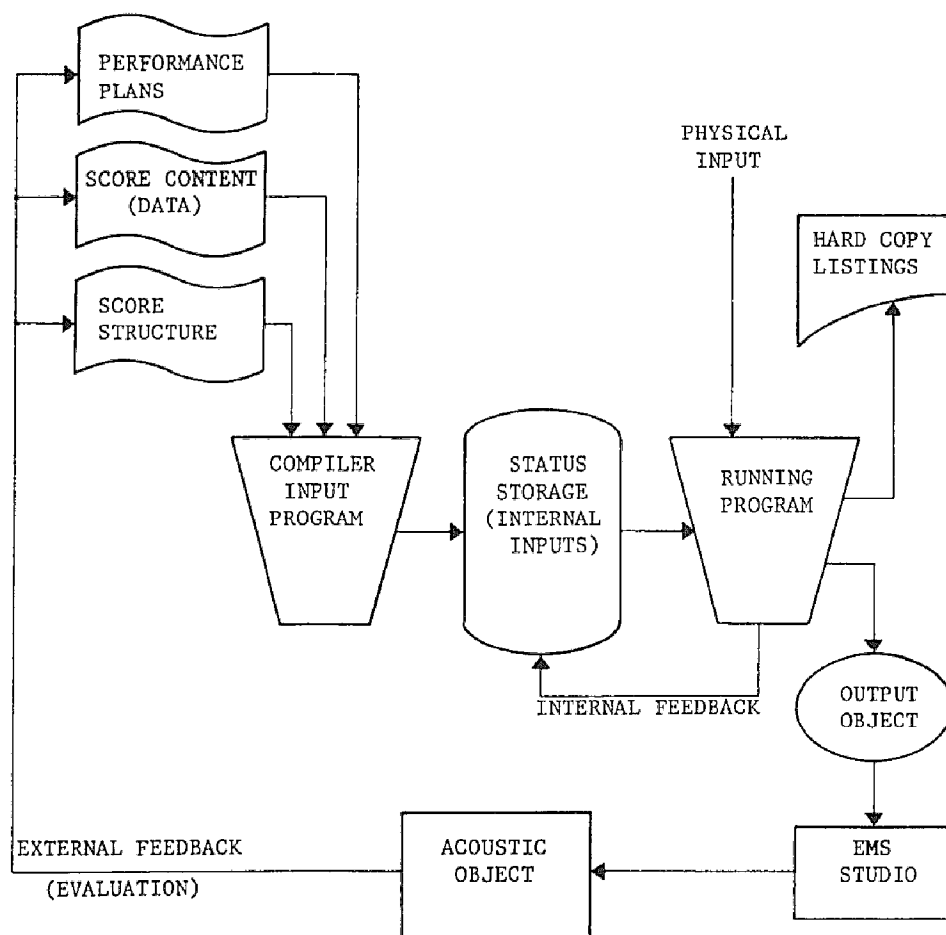 PERFORMANCE
PLANS
SCORE CONTENT
(DATA)
SCORE
STRUCTURE
PHYSICAL
INPUT
HARD COPY
LISTINGS
COMPILER
INPUT
PROGRAM
STATUS
STORAGE
(INTERNAL
INPUTS)
RUNNING
PROGRAM
INTERNAL FEEDBACK
OUTPUT
OBJECT
EXTERNAL FEEDBACK
(EVALUATION)
ACOUSTIC
OBJECT
EMS
STUDIO